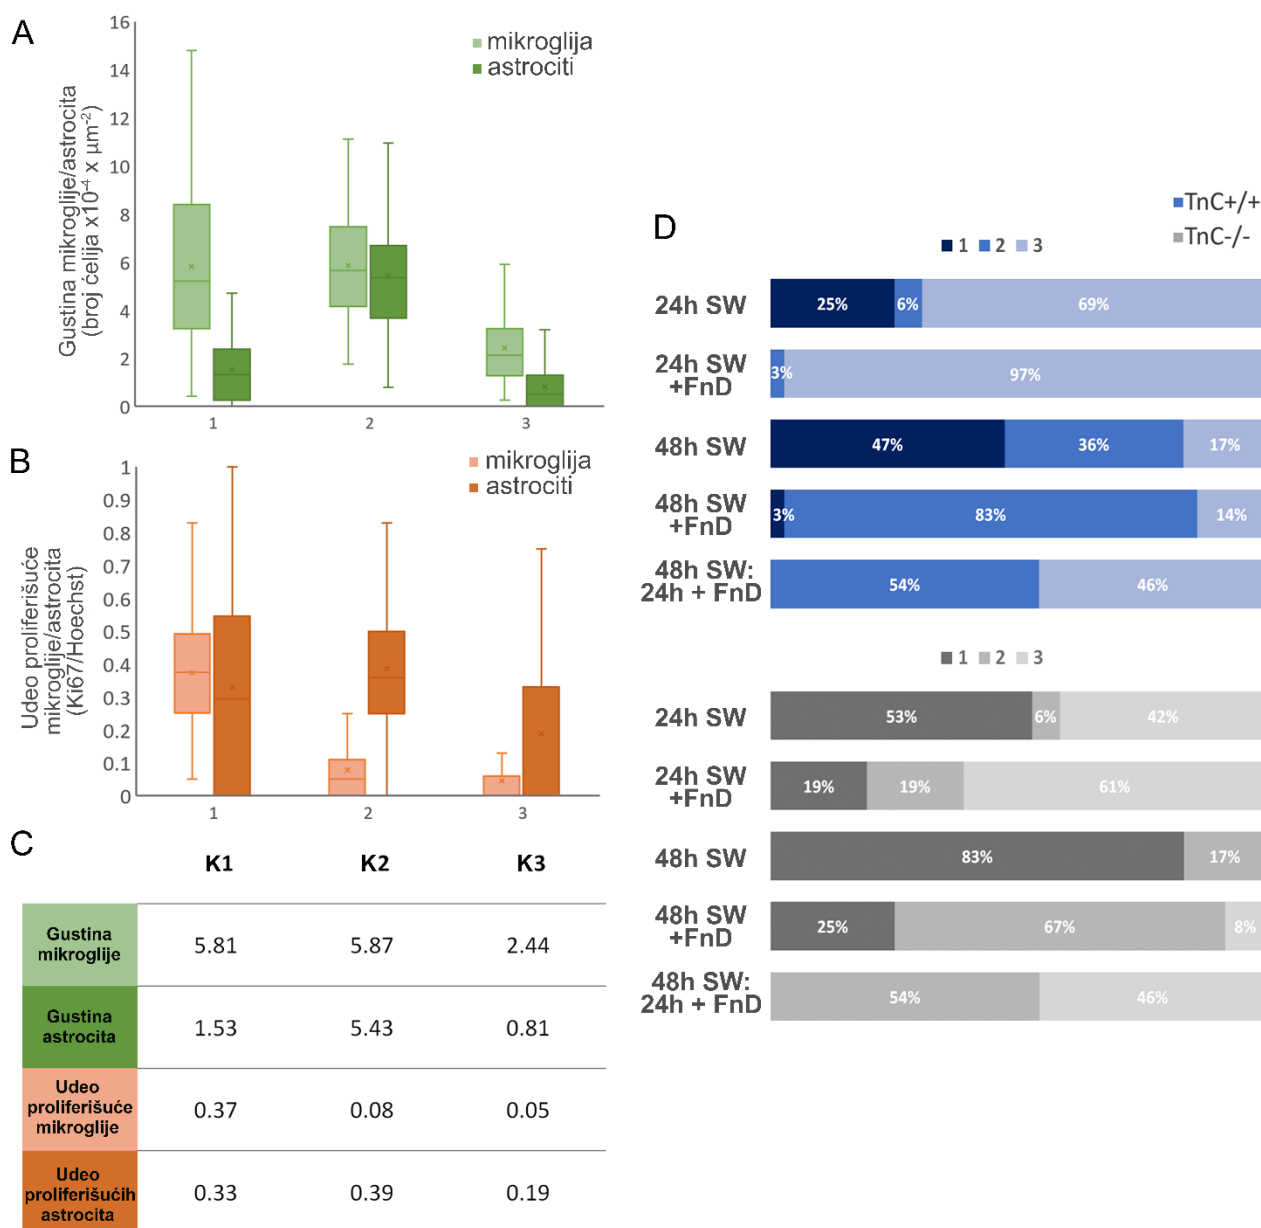 A
16
14
12
10
8
6
4
2
0
Gustina mikroglije/astrocita
(broj ćelija x10⁻⁴ x µm⁻²)
mikroglija
astrociti
1 2 3
B
1
0.9
0.8
0.7
0.6
0.5
0.4
0.3
0.2
0.1
0
Udeo proliferišuće
mikroglije/astrocita
(Ki67/Hoechst)
mikroglija
astrociti
1 2 3
C
K1 K2 K3
Gustina
mikroglije
5.81 5.87 2.44
Gustina
astrocita
1.53 5.43 0.81
Udeo
proliferišuće
mikroglije
0.37 0.08 0.05
Udeo
proliferišućih
astrocita
0.33 0.39 0.19
D
TnC+/+
TnC-/-
1 2 3
24h SW
25% 6% 69%
24h SW
+FnD
3% 97%
48h SW
47% 36% 17%
48h SW
+FnD
3% 83% 14%
48h SW:
24h + FnD
54% 46%
1 2 3
24h SW
53% 6% 42%
24h SW
+FnD
19% 19% 61%
48h SW
83% 17%
48h SW
+FnD
25% 67% 8%
48h SW:
24h + FnD
54% 46%